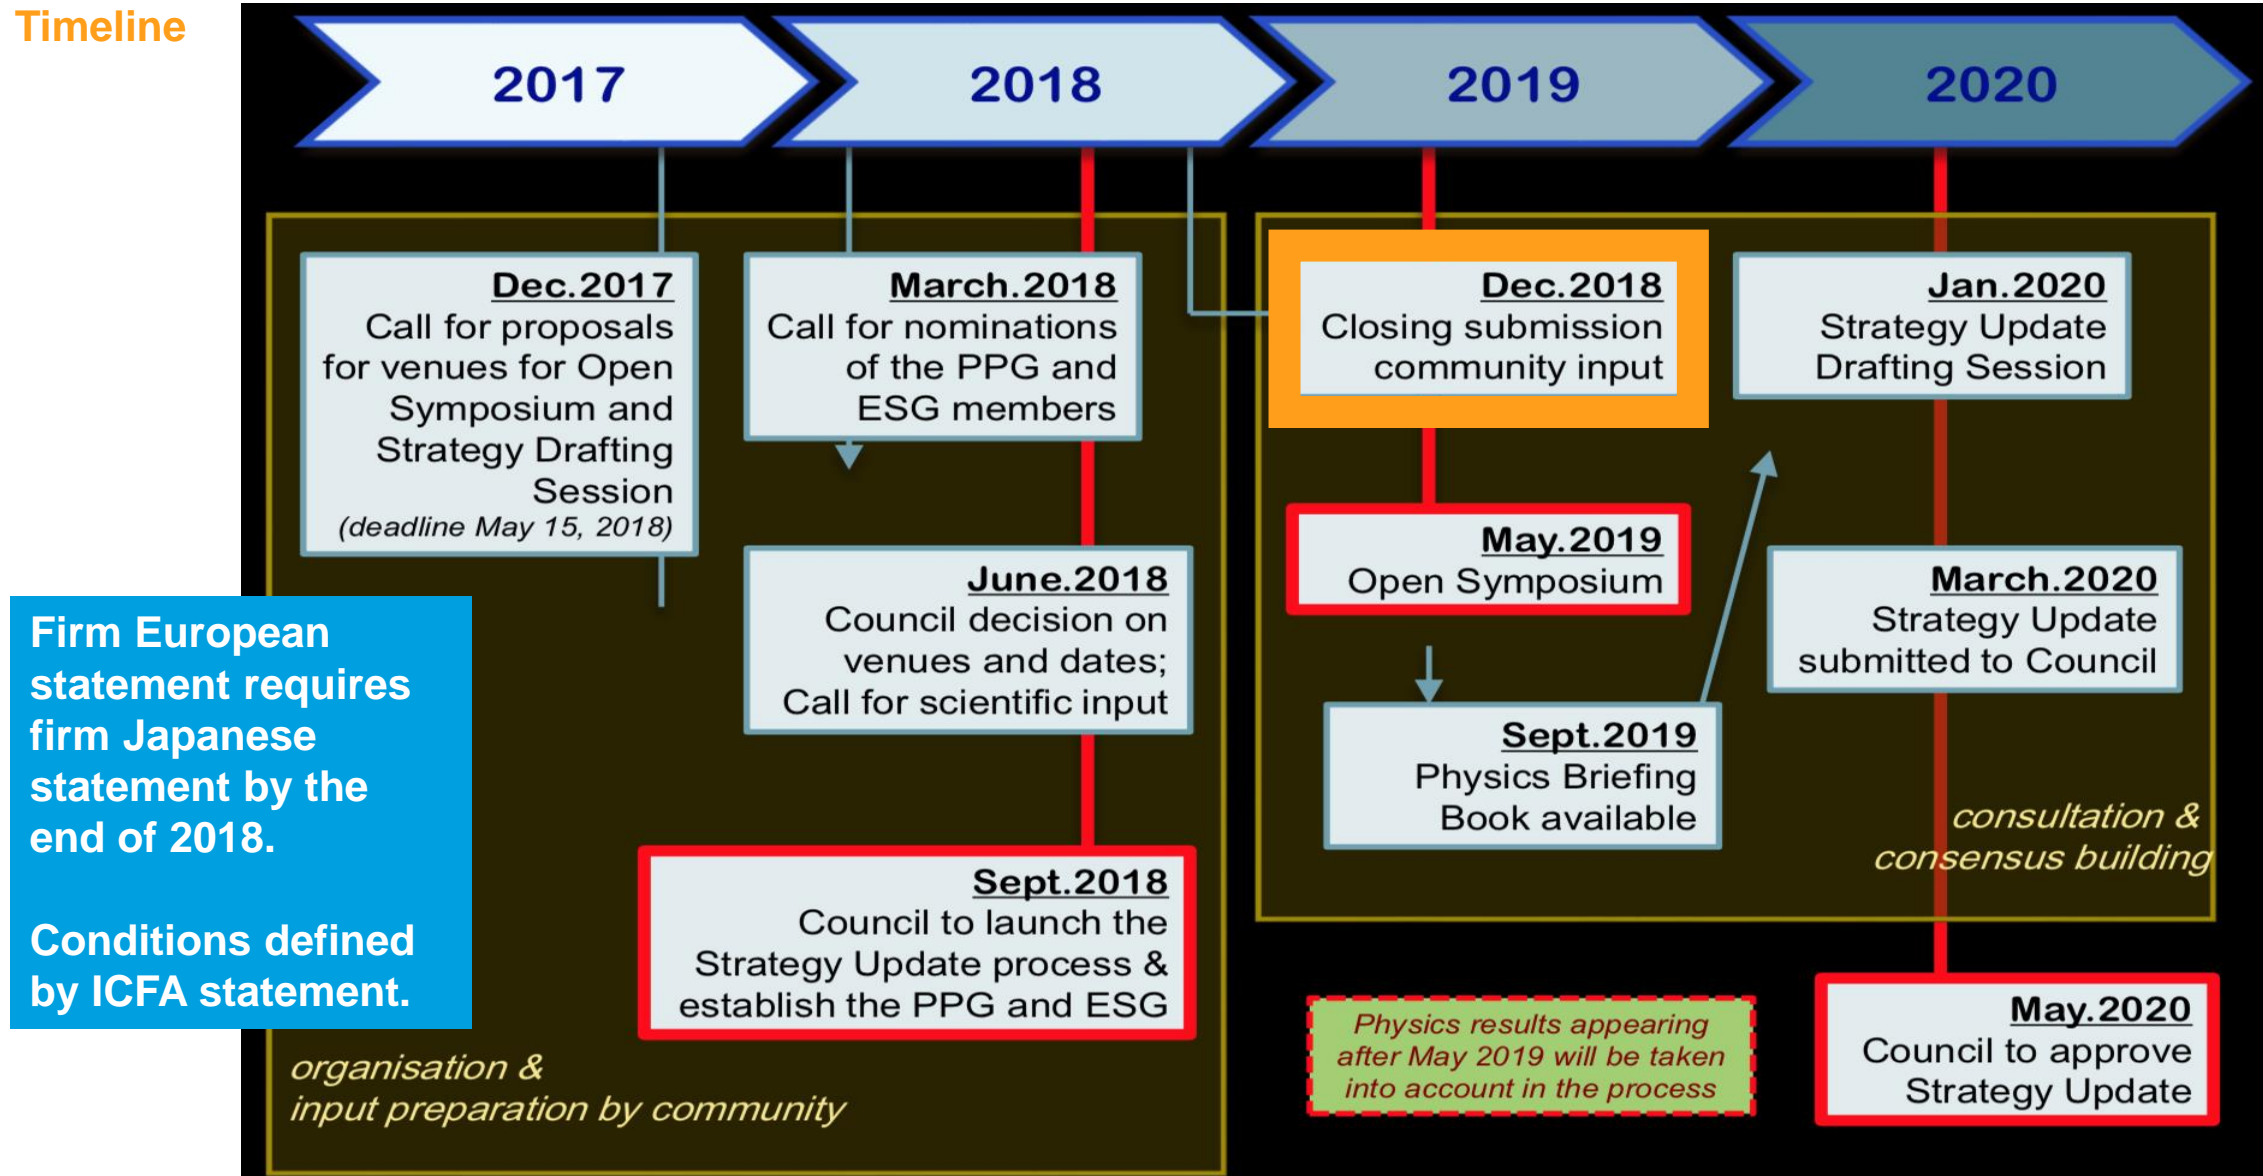 Timeline
2017
2018
2019
2020
Dec.2017
Call for proposals
for venues for Open
Symposium and
Strategy Drafting
Session
(deadline May 15, 2018)
March.2018
Call for nominations
of the PPG and
ESG members
June.2018
Council decision on
venues and dates;
Call for scientific input
Sept.2018
Council to launch the
Strategy Update process &
establish the PPG and ESG
organisation &
input preparation by community
Dec.2018
Closing submission
community input
May.2019
Open Symposium
Sept.2019
Physics Briefing
Book available
Jan.2020
Strategy Update
Drafting Session
March.2020
Strategy Update
submitted to Council
consultation &
consensus building
Physics results appearing
after May 2019 will be taken
into account in the process
May.2020
Council to approve
Strategy Update
Firm European
statement requires
firm Japanese
statement by the
end of 2018.
Conditions defined
by ICFA statement.